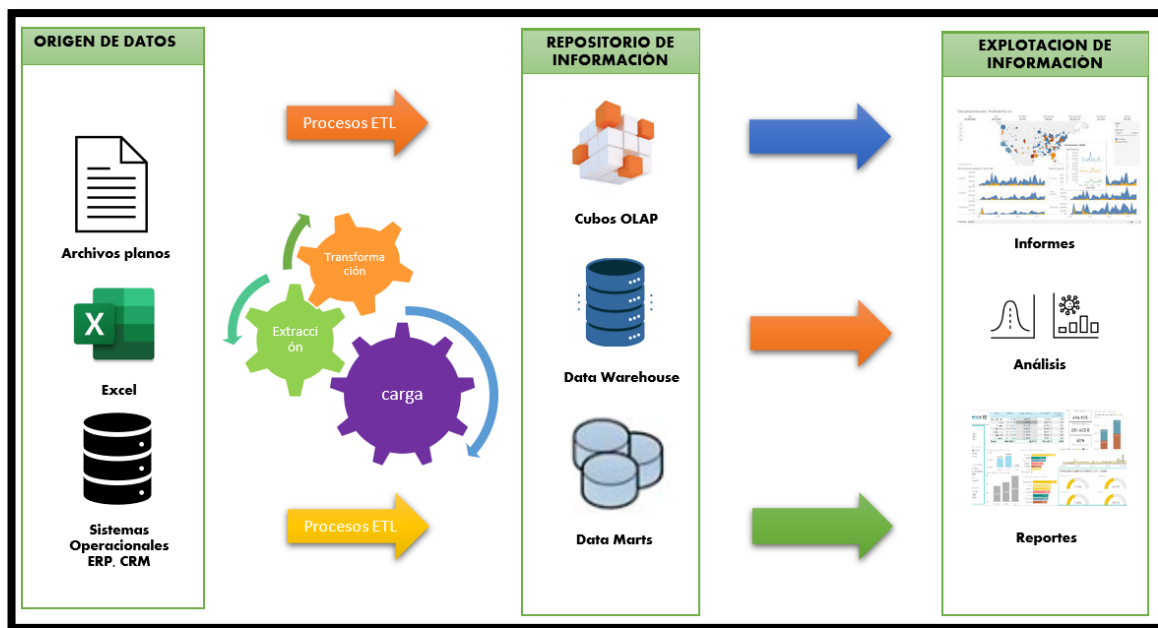 ORIGEN DE DATOS
Archivos planos
X
Excel
Sistemas
Operacionales
ERP, CRM
Procesos ETL
Transforma
ción
Extracci
ón
carga
Procesos ETL
REPOSITORIO DE
INFORMACIÓN
Cubos OLAP
Data Warehouse
Data Marts
EXPLOTACION DE
INFORMACIÓN
Informes
Análisis
Reportes